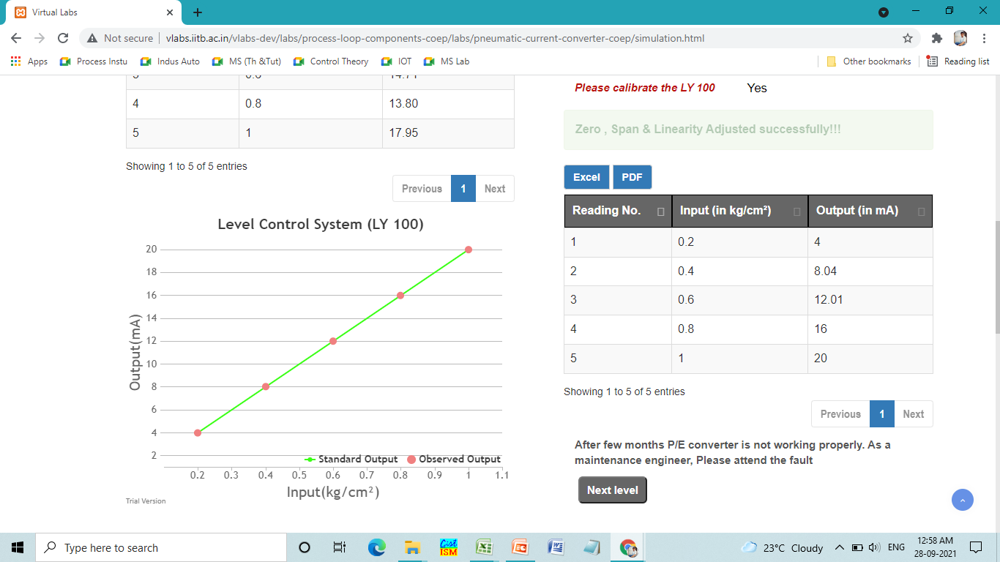 Virtual Labs
Not secure | vlabs.iitb.ac.in/vlabs-dev/labs/process-loop-components-coep/labs/pneumatic-current-converter-coep/simulation.html
Apps Process Instu Indus Auto MS (Th &Tut) Control Theory IOT MS Lab Other bookmarks Reading list
4 0.8 13.80
5 1 17.95
Showing 1 to 5 of 5 entries
Previous 1 Next
Level Control System (LY 100)
Output(mA)
20
18
16
14
12
10
8
6
4
2
Standard Output Observed Output
0.2 0.3 0.4 0.5 0.6 0.7 0.8 0.9 1 1.1
Input(kg/cm²)
Trial Version
Please calibrate the LY 100 Yes
Zero , Span & Linearity Adjusted successfully!!!
Excel PDF
Reading No. Input (in kg/cm²) Output (in mA)
1 0.2 4
2 0.4 8.04
3 0.6 12.01
4 0.8 16
5 1 20
Showing 1 to 5 of 5 entries
Previous 1 Next
After few months P/E converter is not working properly. As a
maintenance engineer, Please attend the fault
Next level
Type here to search
Gist
ISM
23°C Cloudy ENG 12:58 AM
28-09-2021